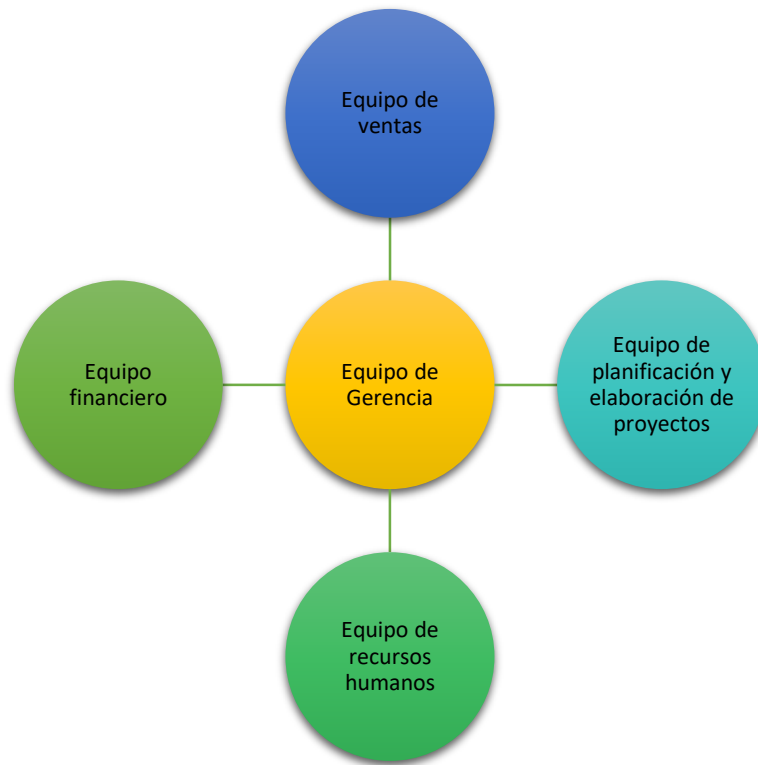 Equipo de
ventas
Equipo
financiero
Equipo de
Gerencia
Equipo de
planificación y
elaboración de
proyectos
Equipo de
recursos
humanos